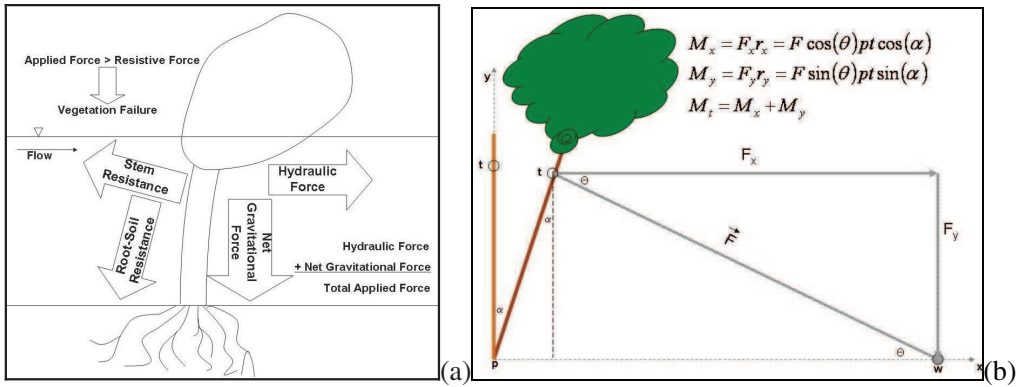 Applied Force > Resistive Force
Vegetation Failure
Flow
Stem
Resistance
Hydraulic
Force
Root-Soil
Resistance
Net
Gravitational
Force
Hydraulic Force
+ Net Gravitational Force
Total Applied Force
(a)
M_x = F_x r_x = F cos(θ)pt cos(α)
M_y = F_y r_y = F sin(θ)pt sin(α)
M_t = M_x + M_y
y
t
t
F_x
Θ
α
F⃗
F_y
α
Θ
p
w
x
(b)